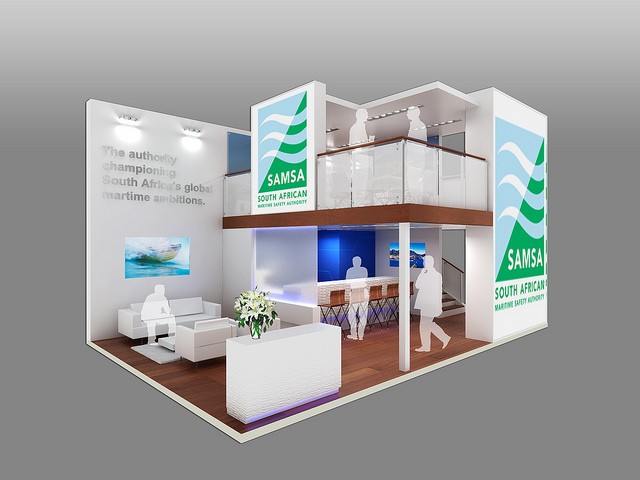 The authority
championing
South Africa's global
martime ambitions.
SAMSA
SOUTH AFRICAN
MARITIME SAFETY AUTHORITY
SAMSA
SOUTH AFRICAN
MARITIME SAFETY AUTHORITY